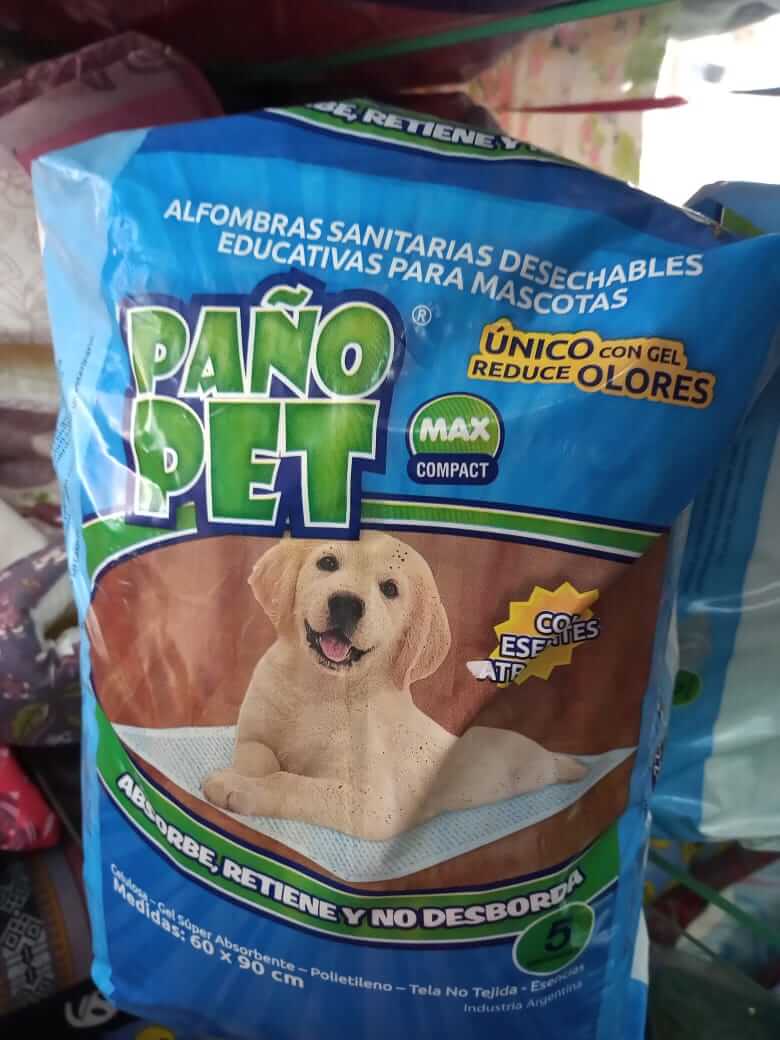 BE, RETIENE Y
ALFOMBRAS SANITARIAS DESECHABLES
EDUCATIVAS PARA MASCOTAS
PAÑO
PET
®
ÚNICO CON GEL
REDUCE OLORES
MAX
COMPACT
ABSORBE, RETIENE Y NO DESBORDA
5
Celulosa – Gel Súper Absorbente – Polietileno – Tela No Tejida - Esencias
Medidas: 60 x 90 cm
Industria Argentina